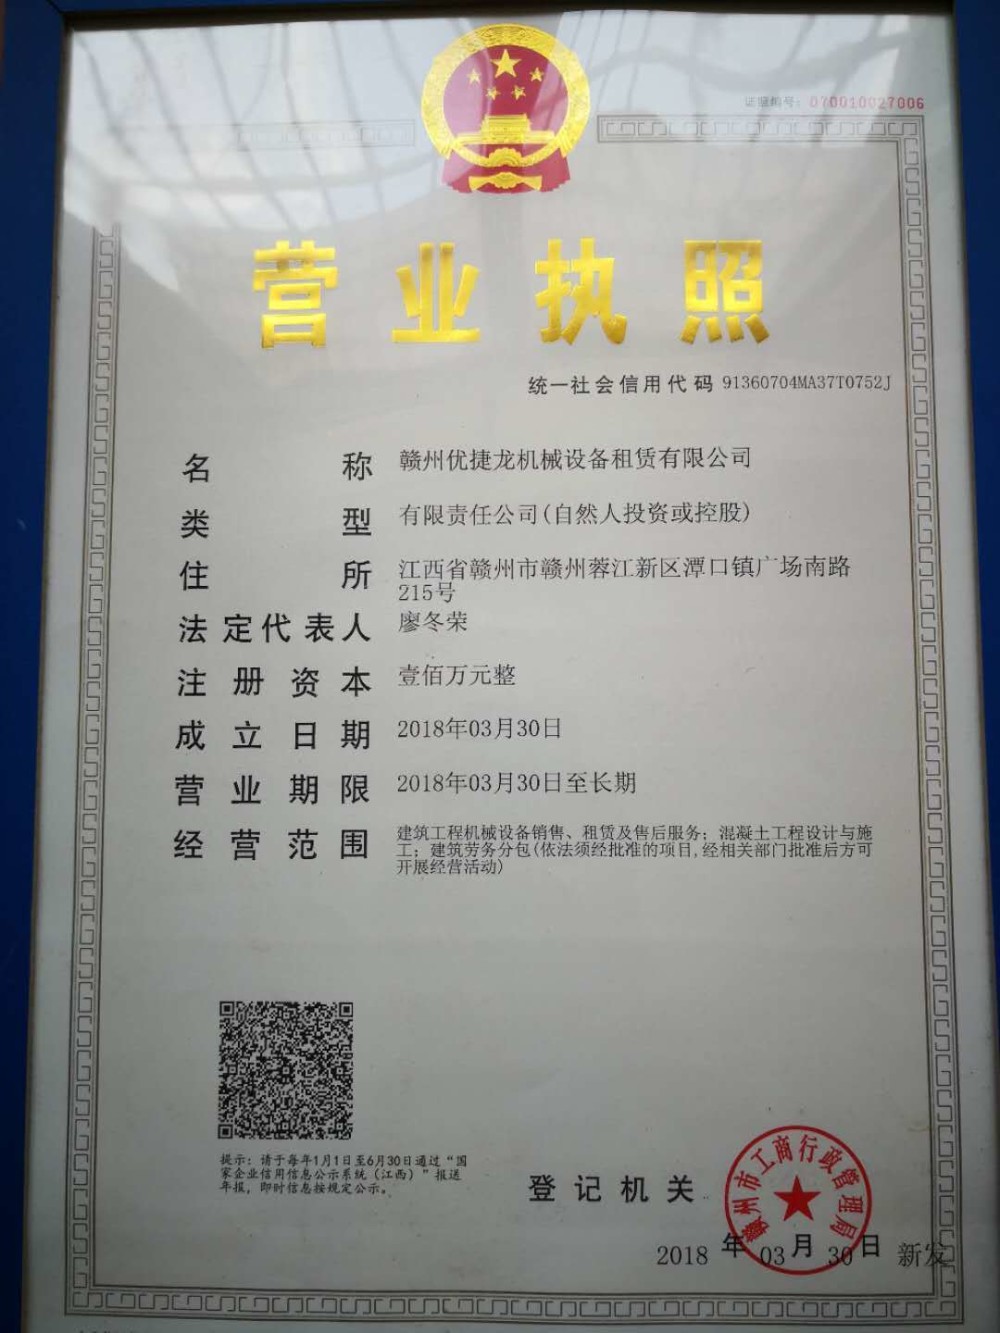 证照编号：070010027006
营业执照
统一社会信用代码 91360704MA37T0752J
名称 赣州优捷龙机械设备租赁有限公司
类型 有限责任公司(自然人投资或控股)
住所 江西省赣州市赣州蓉江新区潭口镇广场南路
215号
法定代表人 廖冬荣
注册资本 壹佰万元整
成立日期 2018年03月30日
营业期限 2018年03月30日至长期
经营范围 建筑工程机械设备销售、租赁及售后服务；混凝土工程设计与施
工；建筑劳务分包(依法须经批准的项目,经相关部门批准后方可
开展经营活动)
提示：请于每年1月1日至6月30日通过“国
家企业信用信息公示系统（江西）”报送
年报，即时信息按规定公示。
登记机关
赣州市工商行政管理局
2018 年 03 月 30 日 新发